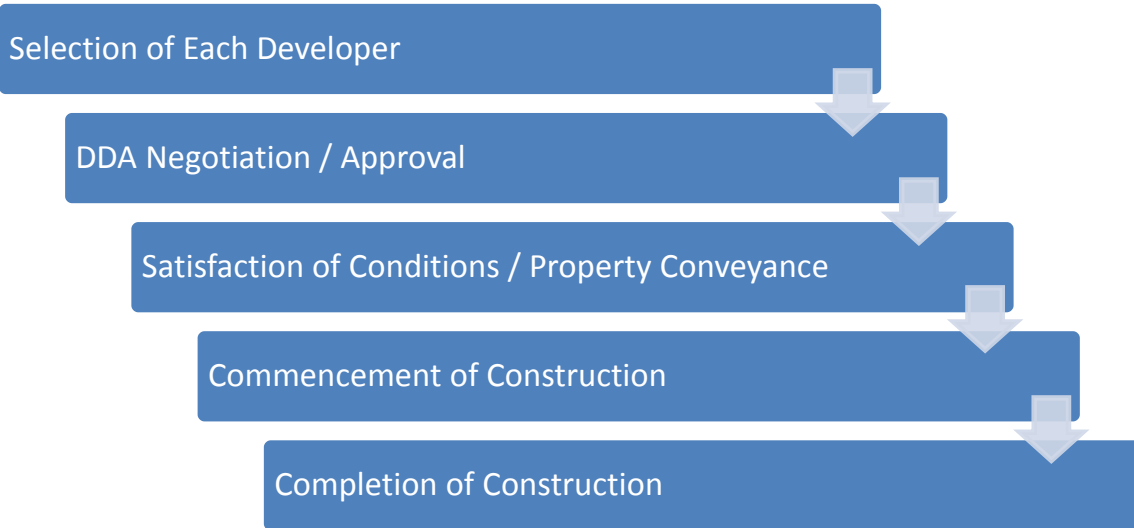 Selection of Each Developer
DDA Negotiation / Approval
Satisfaction of Conditions / Property Conveyance
Commencement of Construction
Completion of Construction